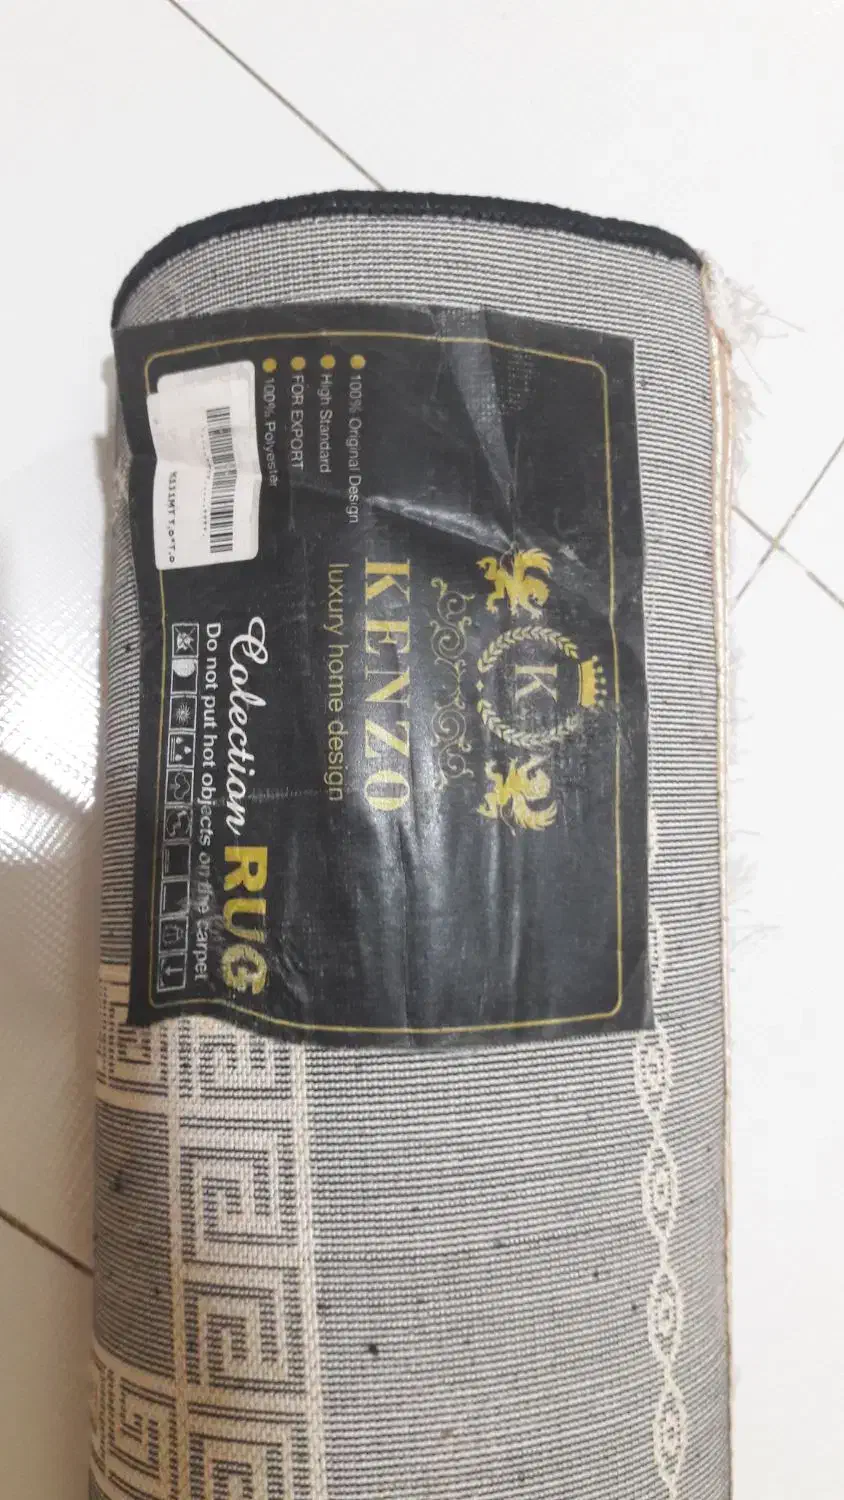 K
KENZO
luxury home design
100% Original Design
High Standard
FOR EXPORT
100% Polyester
Colection RUG
Do not put hot objects on the carpet